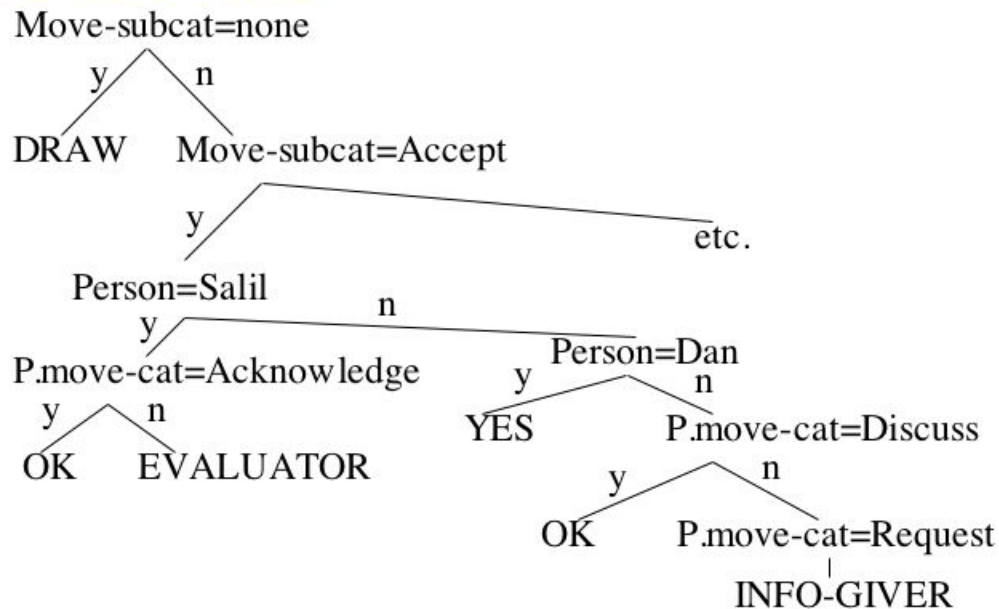 Move-subcat=none
y n
DRAW Move-subcat=Accept
y
etc.
Person=Salil
n
y
Person=Dan
P.move-cat=Acknowledge
y n
y n
YES P.move-cat=Discuss
OK EVALUATOR
y n
OK P.move-cat=Request
INFO-GIVER